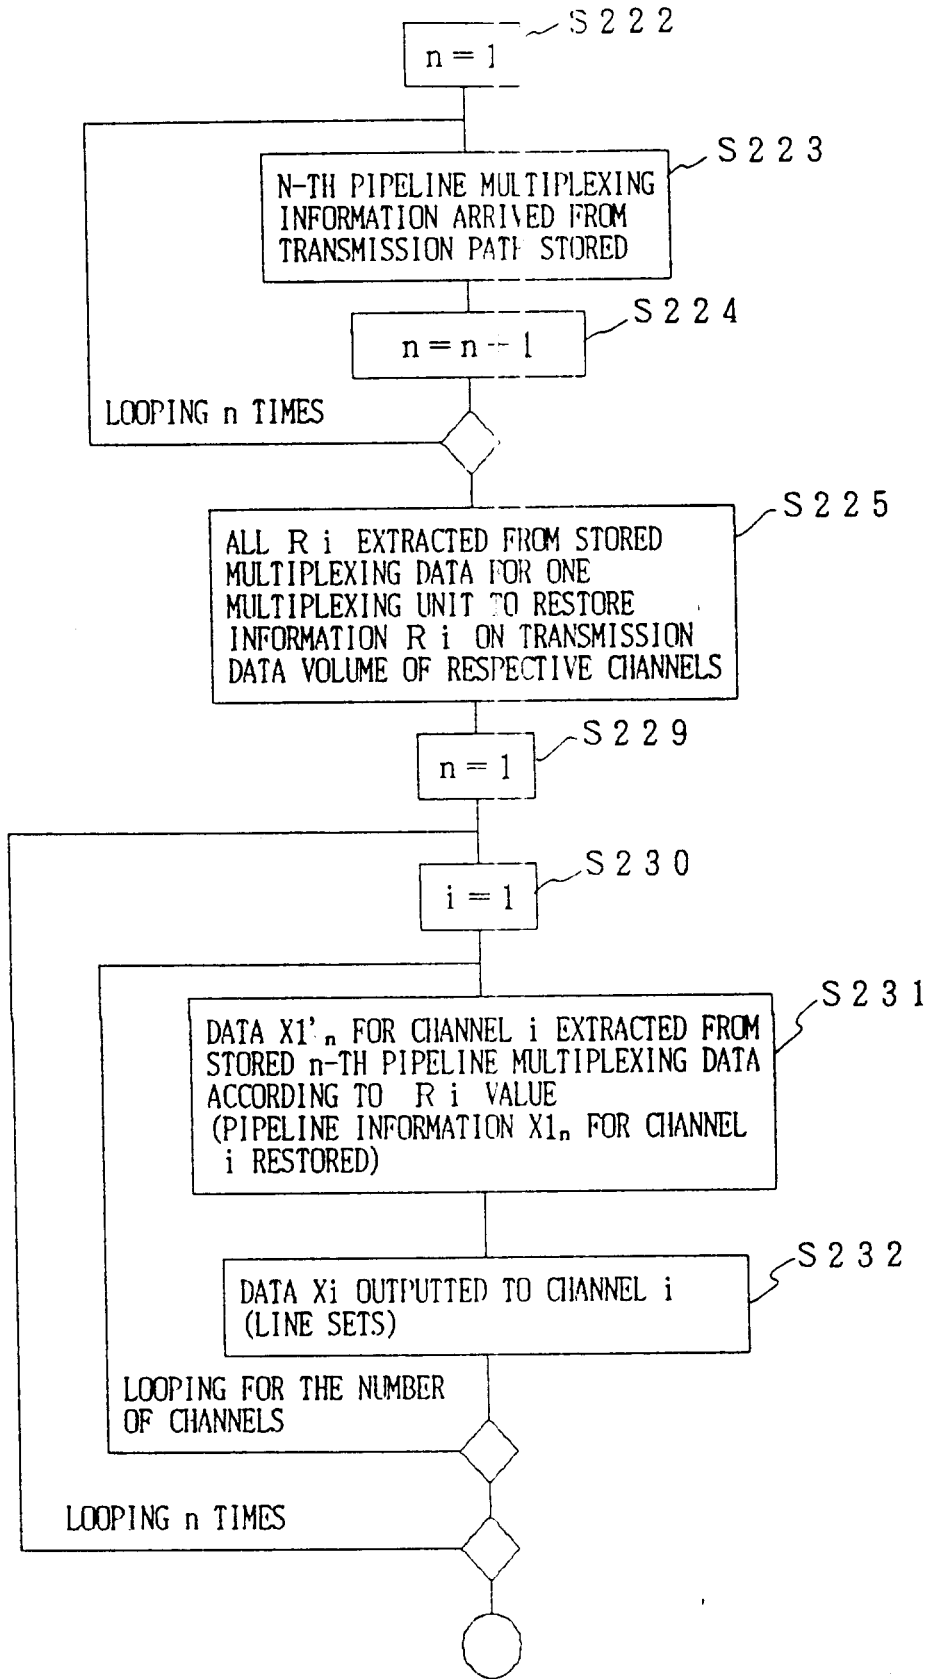 S222
n = 1
S223
N-TH PIPELINE MULTIPLEXING
INFORMATION ARRIVED FROM
TRANSMISSION PATH STORED
S224
n = n + 1
LOOPING n TIMES
S225
ALL Ri EXTRACTED FROM STORED
MULTIPLEXING DATA FOR ONE
MULTIPLEXING UNIT TO RESTORE
INFORMATION Ri ON TRANSMISSION
DATA VOLUME OF RESPECTIVE CHANNELS
S229
n = 1
S230
i = 1
S231
DATA X1'n FOR CHANNEL i EXTRACTED FROM
STORED n-TH PIPELINE MULTIPLEXING DATA
ACCORDING TO Ri VALUE
(PIPELINE INFORMATION X1n FOR CHANNEL
i RESTORED)
S232
DATA Xi OUTPUTTED TO CHANNEL i
(LINE SETS)
LOOPING FOR THE NUMBER
OF CHANNELS
LOOPING n TIMES